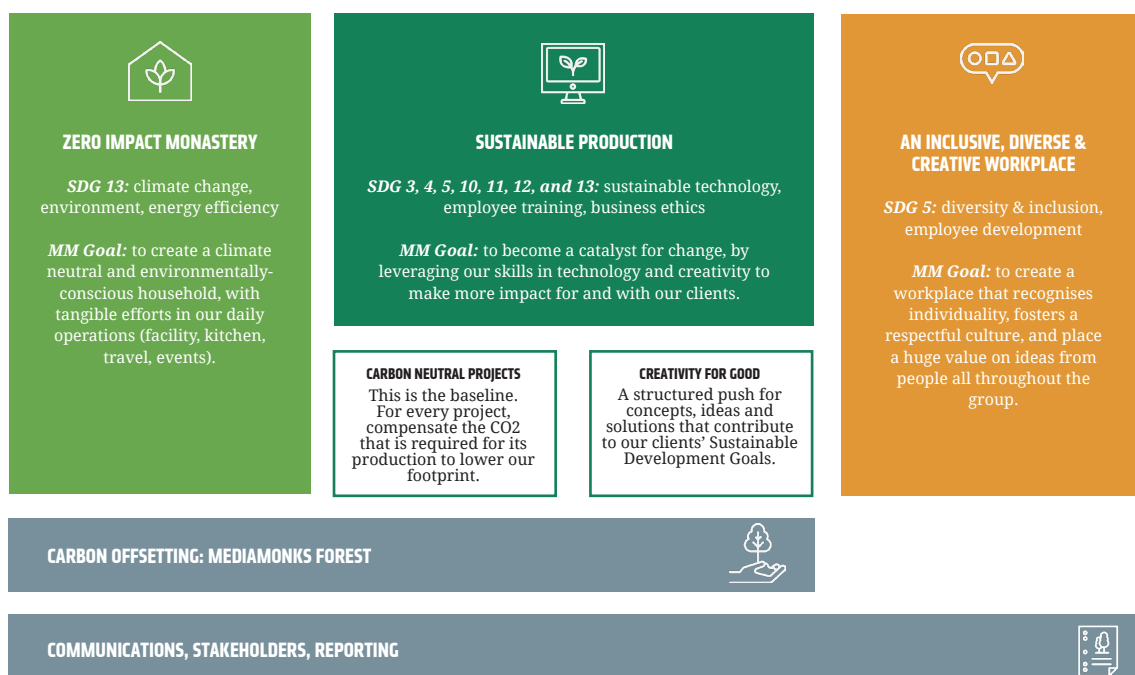 ZERO IMPACT MONASTERY
SDG 13: climate change,
environment, energy efficiency
MM Goal: to create a climate
neutral and environmentally-
conscious household, with
tangible efforts in our daily
operations (facility, kitchen,
travel, events).
SUSTAINABLE PRODUCTION
SDG 3, 4, 5, 10, 11, 12, and 13: sustainable technology,
employee training, business ethics
MM Goal: to become a catalyst for change, by
leveraging our skills in technology and creativity to
make more impact for and with our clients.
CARBON NEUTRAL PROJECTS
This is the baseline.
For every project,
compensate the CO2
that is required for its
production to lower our
footprint.
CREATIVITY FOR GOOD
A structured push for
concepts, ideas and
solutions that contribute
to our clients’ Sustainable
Development Goals.
AN INCLUSIVE, DIVERSE &
CREATIVE WORKPLACE
SDG 5: diversity & inclusion,
employee development
MM Goal: to create a
workplace that recognises
individuality, fosters a
respectful culture, and place
a huge value on ideas from
people all throughout the
group.
CARBON OFFSETTING: MEDIAMONKS FOREST
COMMUNICATIONS, STAKEHOLDERS, REPORTING